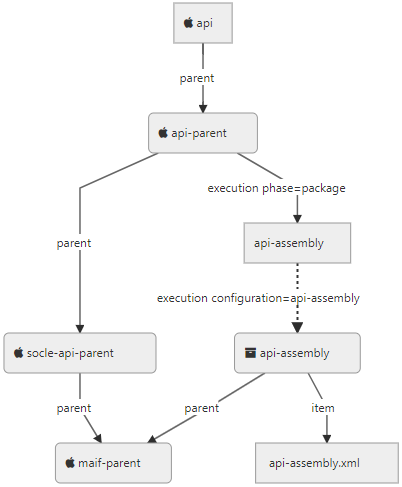 api
parent
api-parent
execution phase=package
parent
api-assembly
execution configuration=api-assembly
socle-api-parent
api-assembly
parent
parent
item
maif-parent
api-assembly.xml